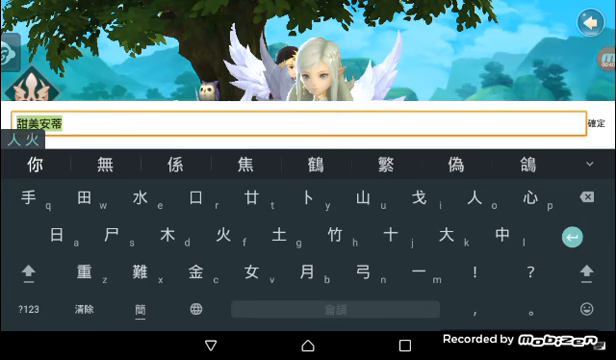 甜美安蒂
確定
人火
你 無 係 焦 鶴 繁 偽 鴿
手 q 田 w 水 e 口 r 廿 t 卜 y 山 u 戈 i 人 o 心 p
日 a 尸 s 木 d 火 f 土 g 竹 h 十 j 大 k 中 l
重 z 難 x 金 c 女 v 月 b 弓 n 一 m ! ?
?123 清除 簡 倉頡 , 。
Recorded by mobizen